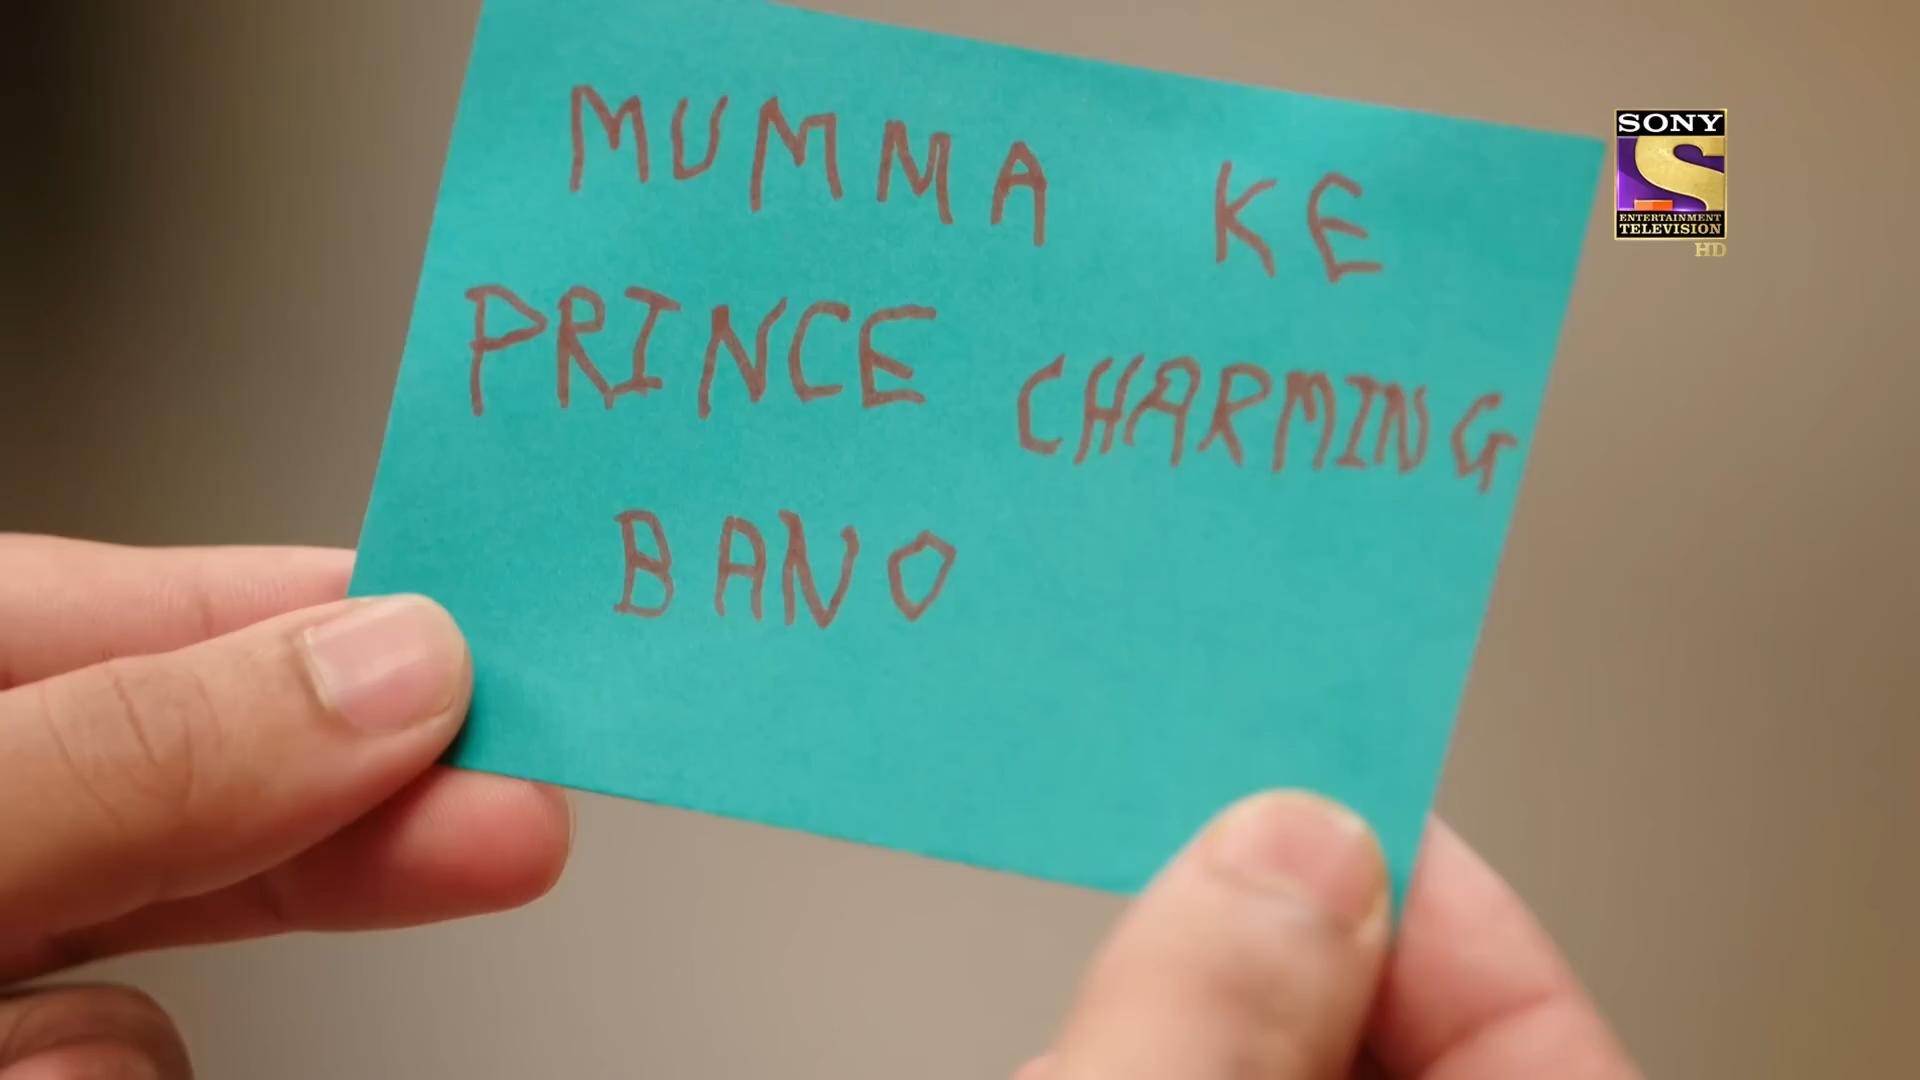 MUMMA KE
PRINCE CHARMING
BANO
SONY
ENTERTAINMENT
TELEVISION
HD